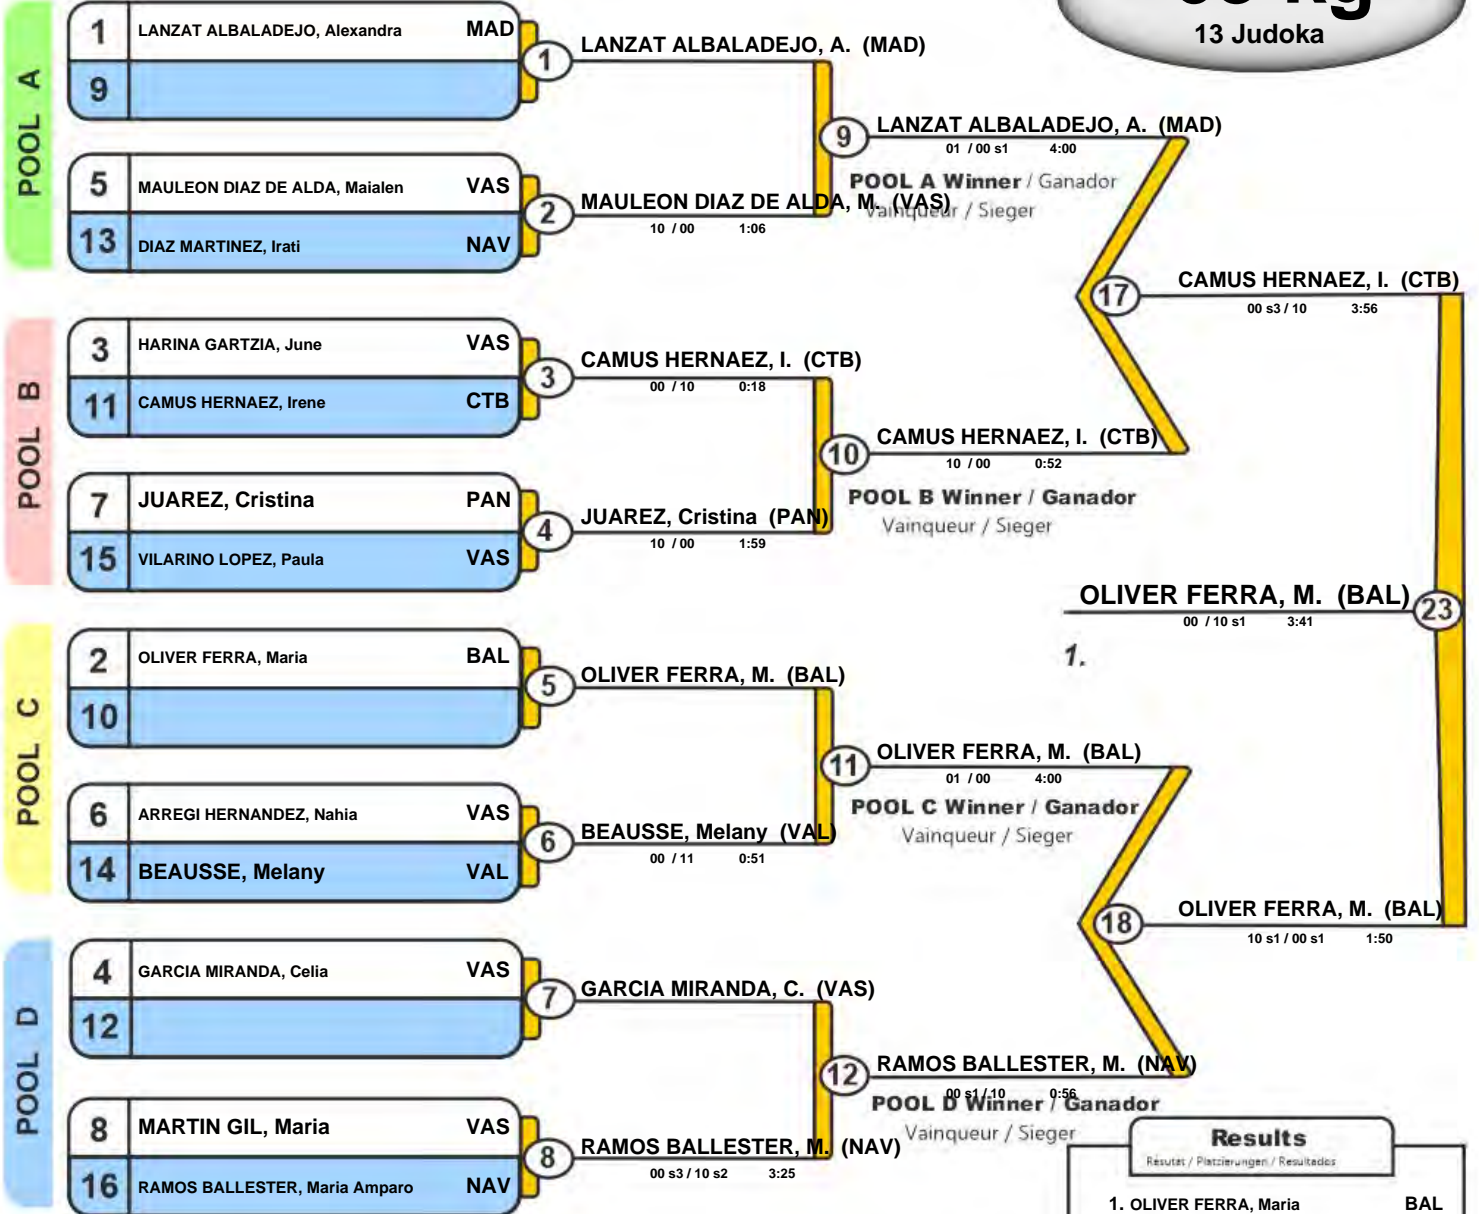 13 Judoka
POOL A
1 LANZAT ALBALADEJO, Alexandra MAD
9
1 LANZAT ALBALADEJO, A. (MAD)
5 MAULEON DIAZ DE ALDA, Maialen VAS
13 DIAZ MARTINEZ, Irati NAV
2 MAULEON DIAZ DE ALDA, M. (VAS)
10 / 00 1:06
9 LANZAT ALBALADEJO, A. (MAD)
01 / 00 s1 4:00
POOL A Winner / Ganador
Vainqueur / Sieger
POOL B
3 HARINA GARTZIA, June VAS
11 CAMUS HERNAEZ, Irene CTB
3 CAMUS HERNAEZ, I. (CTB)
00 / 10 0:18
7 JUAREZ, Cristina PAN
15 VILARINO LOPEZ, Paula VAS
4 JUAREZ, Cristina (PAN)
10 / 00 1:59
10 CAMUS HERNAEZ, I. (CTB)
10 / 00 0:52
POOL B Winner / Ganador
Vainqueur / Sieger
17 CAMUS HERNAEZ, I. (CTB)
00 s3 / 10 3:56
OLIVER FERRA, M. (BAL) 23
00 / 10 s1 3:41
1.
POOL C
2 OLIVER FERRA, Maria BAL
10
5 OLIVER FERRA, M. (BAL)
6 ARREGI HERNANDEZ, Nahia VAS
14 BEAUSSE, Melany VAL
6 BEAUSSE, Melany (VAL)
00 / 11 0:51
11 OLIVER FERRA, M. (BAL)
01 / 00 4:00
POOL C Winner / Ganador
Vainqueur / Sieger
18 OLIVER FERRA, M. (BAL)
10 s1 / 00 s1 1:50
POOL D
4 GARCIA MIRANDA, Celia VAS
12
7 GARCIA MIRANDA, C. (VAS)
8 MARTIN GIL, Maria VAS
16 RAMOS BALLESTER, Maria Amparo NAV
8 RAMOS BALLESTER, M. (NAV)
00 s3 / 10 s2 3:25
12 RAMOS BALLESTER, M. (NAV)
00 s1 / 10 0:56
POOL D Winner / Ganador
Vainqueur / Sieger
Results
Résutat / Platzierungen / Resultados
1. OLIVER FERRA, Maria BAL